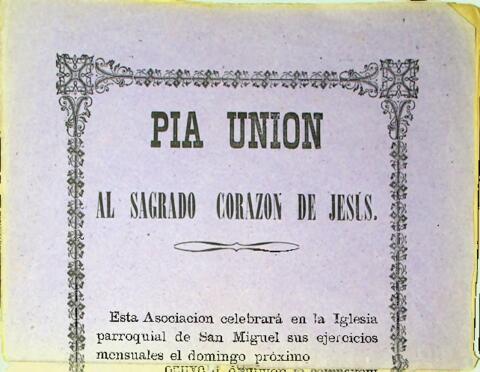 PIA UNION
AL SAGRADO CORAZON DE JESÚS.
Esta Asociacion celebrará en la Iglesia
parroquial de San Miguel sus ejercicios
mensuales el domingo próximo